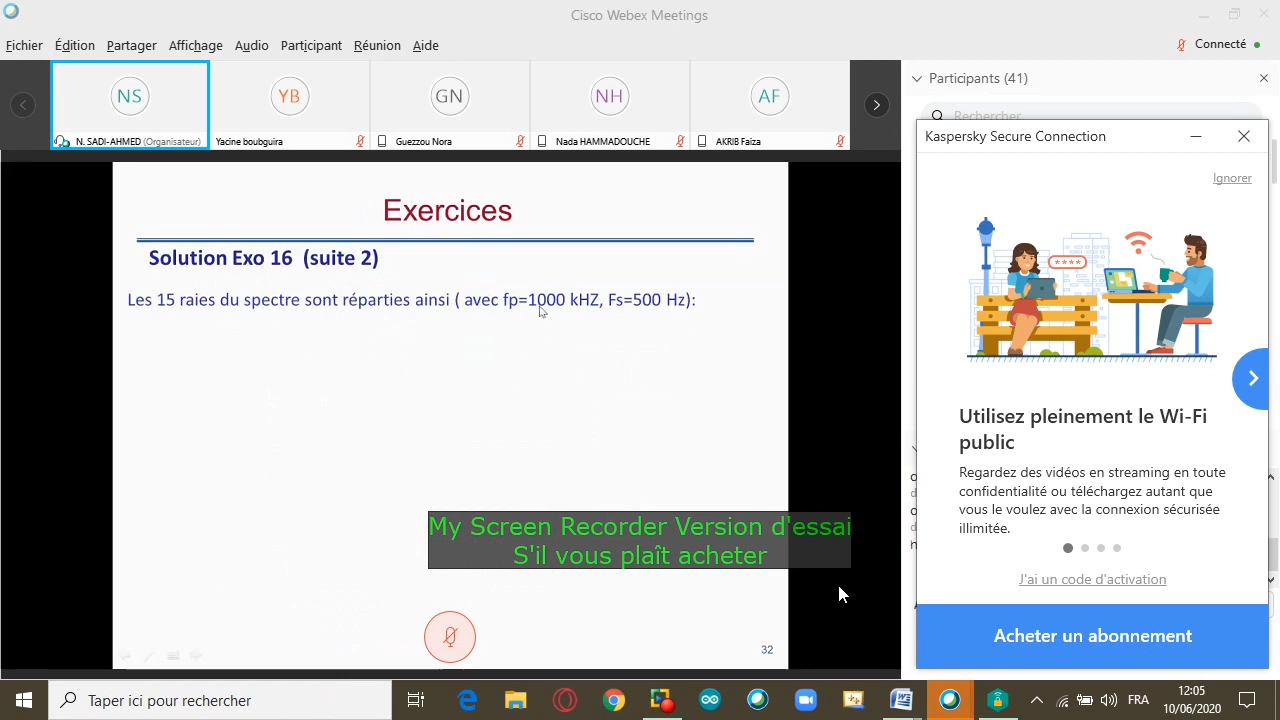 Cisco Webex Meetings
Fichier Édition Partager Affichage Audio Participant Réunion Aide
Connecté
NS
YB
GN
NH
AF
N. SADI-AHMED (Organisateur)
Yacine boubguira
Guezzou Nora
Nada HAMMADOUCHE
AKRIB Faiza
Participants (41)
Rechercher
Kaspersky Secure Connection
Ignorer
****
Utilisez pleinement le Wi-Fi
public
Regardez des vidéos en streaming en toute
confidentialité ou téléchargez autant que
vous le voulez avec la connexion sécurisée
illimitée.
J'ai un code d'activation
Acheter un abonnement
Exercices
Solution Exo 16 (suite 2)
Les 15 raies du spectre sont réparties ainsi ( avec fp=1000 kHZ, Fs=500 Hz):
My Screen Recorder Version d'essai
S'il vous plaît acheter
32
Taper ici pour rechercher
FRA
12:05
10/06/2020